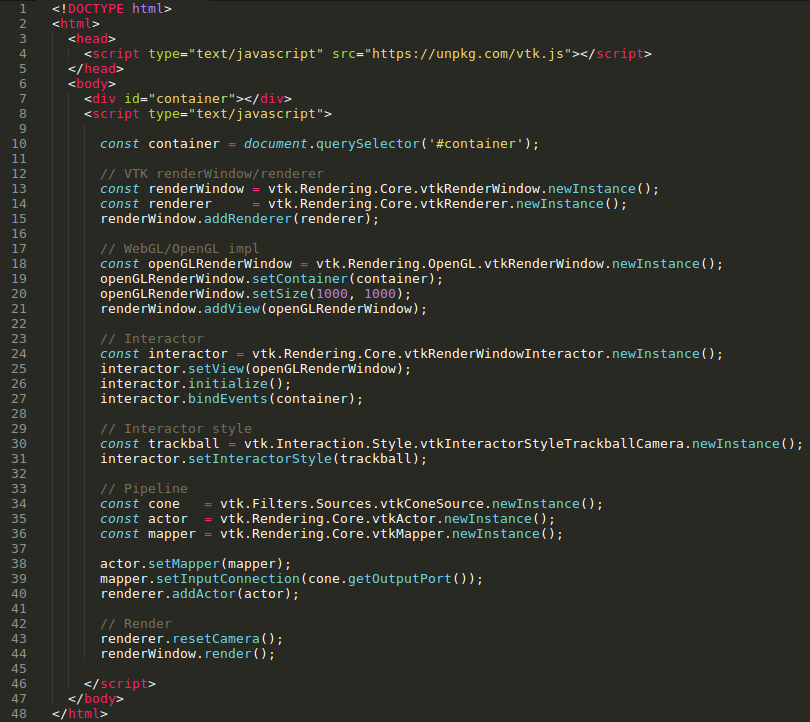 1 <!DOCTYPE html>
2 <html>
3   <head>
4     <script type="text/javascript" src="https://unpkg.com/vtk.js"></script>
5   </head>
6   <body>
7     <div id="container"></div>
8     <script type="text/javascript">
9
10       const container = document.querySelector('#container');
11
12       // VTK renderWindow/renderer
13       const renderWindow = vtk.Rendering.Core.vtkRenderWindow.newInstance();
14       const renderer     = vtk.Rendering.Core.vtkRenderer.newInstance();
15       renderWindow.addRenderer(renderer);
16
17       // WebGL/OpenGL impl
18       const openGLRenderWindow = vtk.Rendering.OpenGL.vtkRenderWindow.newInstance();
19       openGLRenderWindow.setContainer(container);
20       openGLRenderWindow.setSize(1000, 1000);
21       renderWindow.addView(openGLRenderWindow);
22
23       // Interactor
24       const interactor = vtk.Rendering.Core.vtkRenderWindowInteractor.newInstance();
25       interactor.setView(openGLRenderWindow);
26       interactor.initialize();
27       interactor.bindEvents(container);
28
29       // Interactor style
30       const trackball = vtk.Interaction.Style.vtkInteractorStyleTrackballCamera.newInstance();
31       interactor.setInteractorStyle(trackball);
32
33       // Pipeline
34       const cone   = vtk.Filters.Sources.vtkConeSource.newInstance();
35       const actor  = vtk.Rendering.Core.vtkActor.newInstance();
36       const mapper = vtk.Rendering.Core.vtkMapper.newInstance();
37
38       actor.setMapper(mapper);
39       mapper.setInputConnection(cone.getOutputPort());
40       renderer.addActor(actor);
41
42       // Render
43       renderer.resetCamera();
44       renderWindow.render();
45
46     </script>
47   </body>
48 </html>